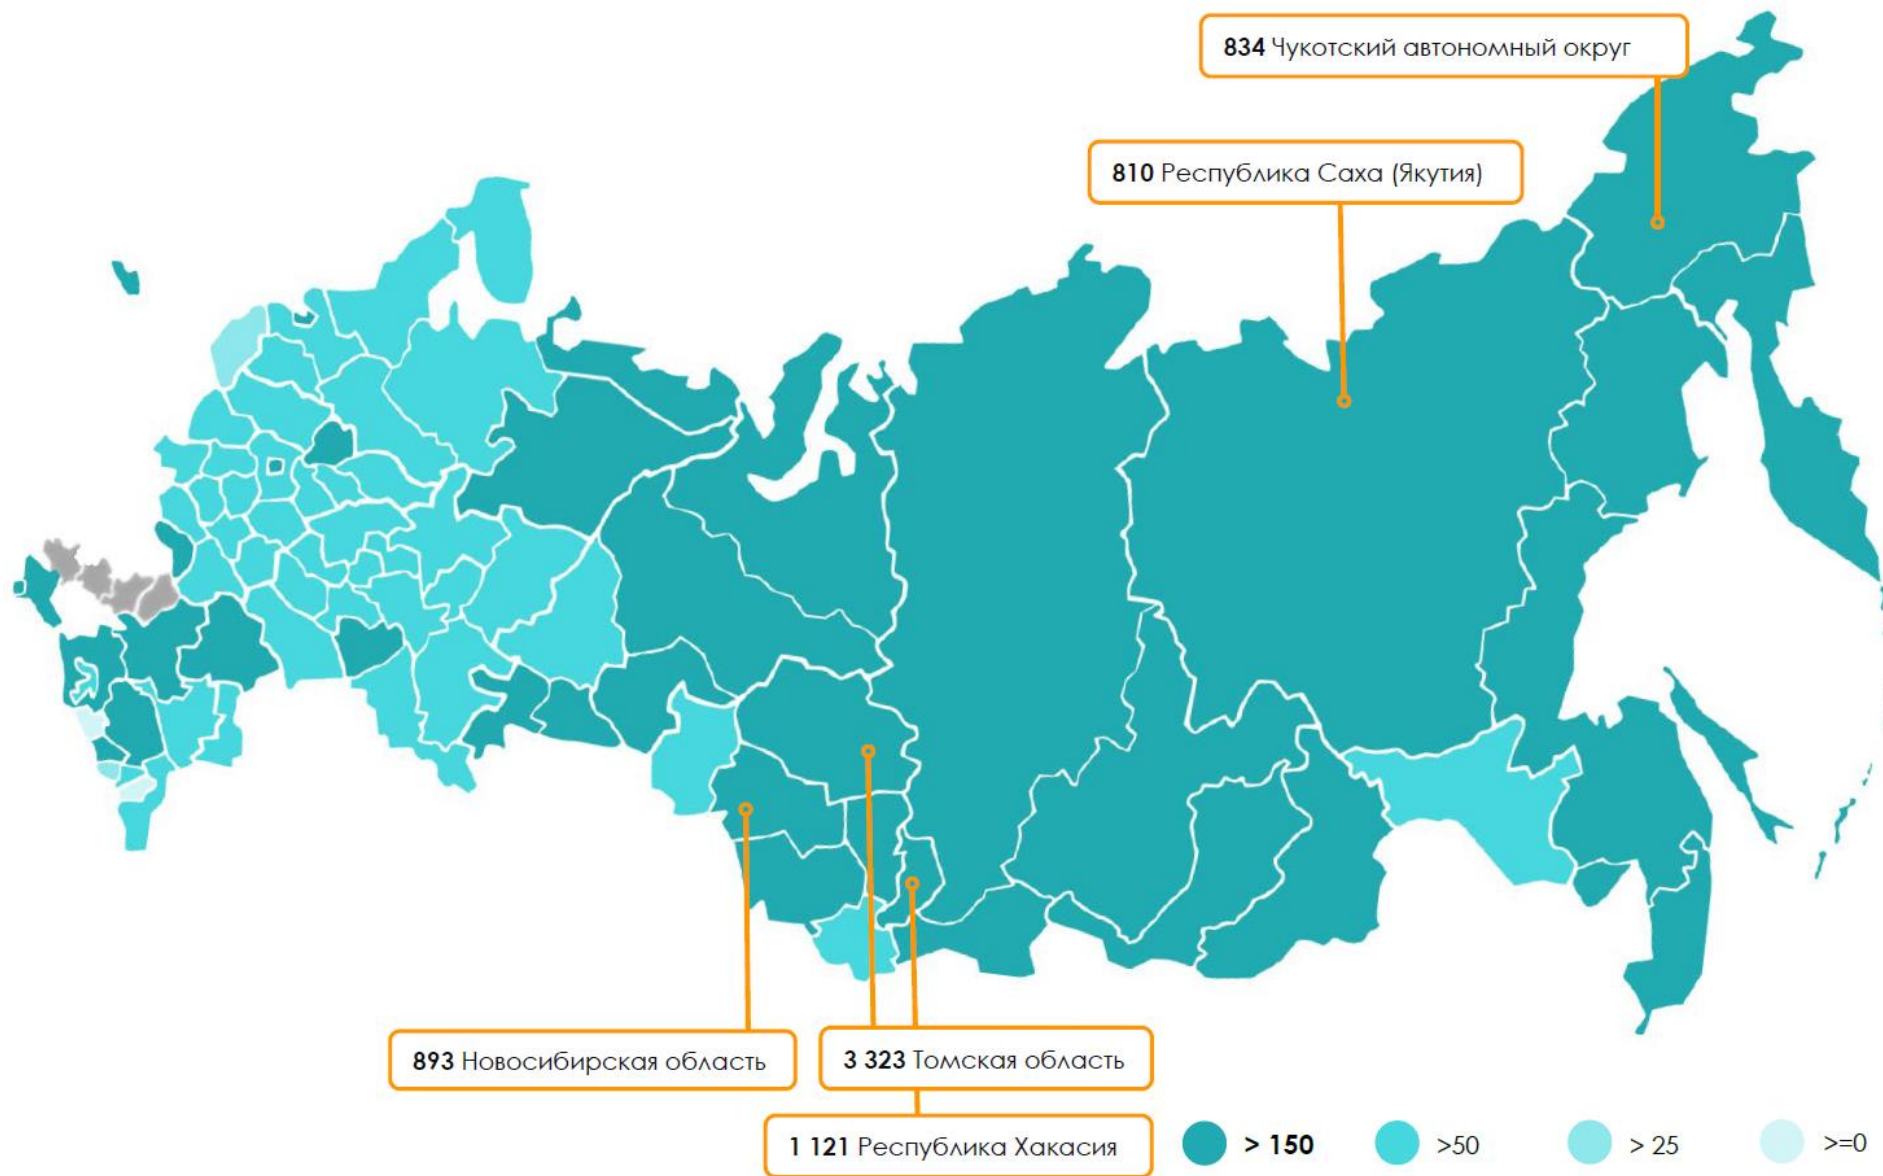 834 Чукотский автономный округ
810 Республика Саха (Якутия)
893 Новосибирская область
3 323 Томская область
1 121 Республика Хакасия
> 150
>50
> 25
>=0